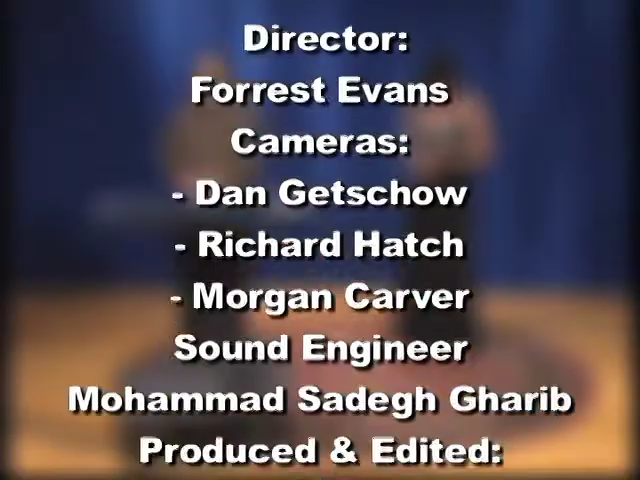 Director:
Forrest Evans
Cameras:
- Dan Getschow
- Richard Hatch
- Morgan Carver
Sound Engineer
Mohammad Sadegh Gharib
Produced & Edited: